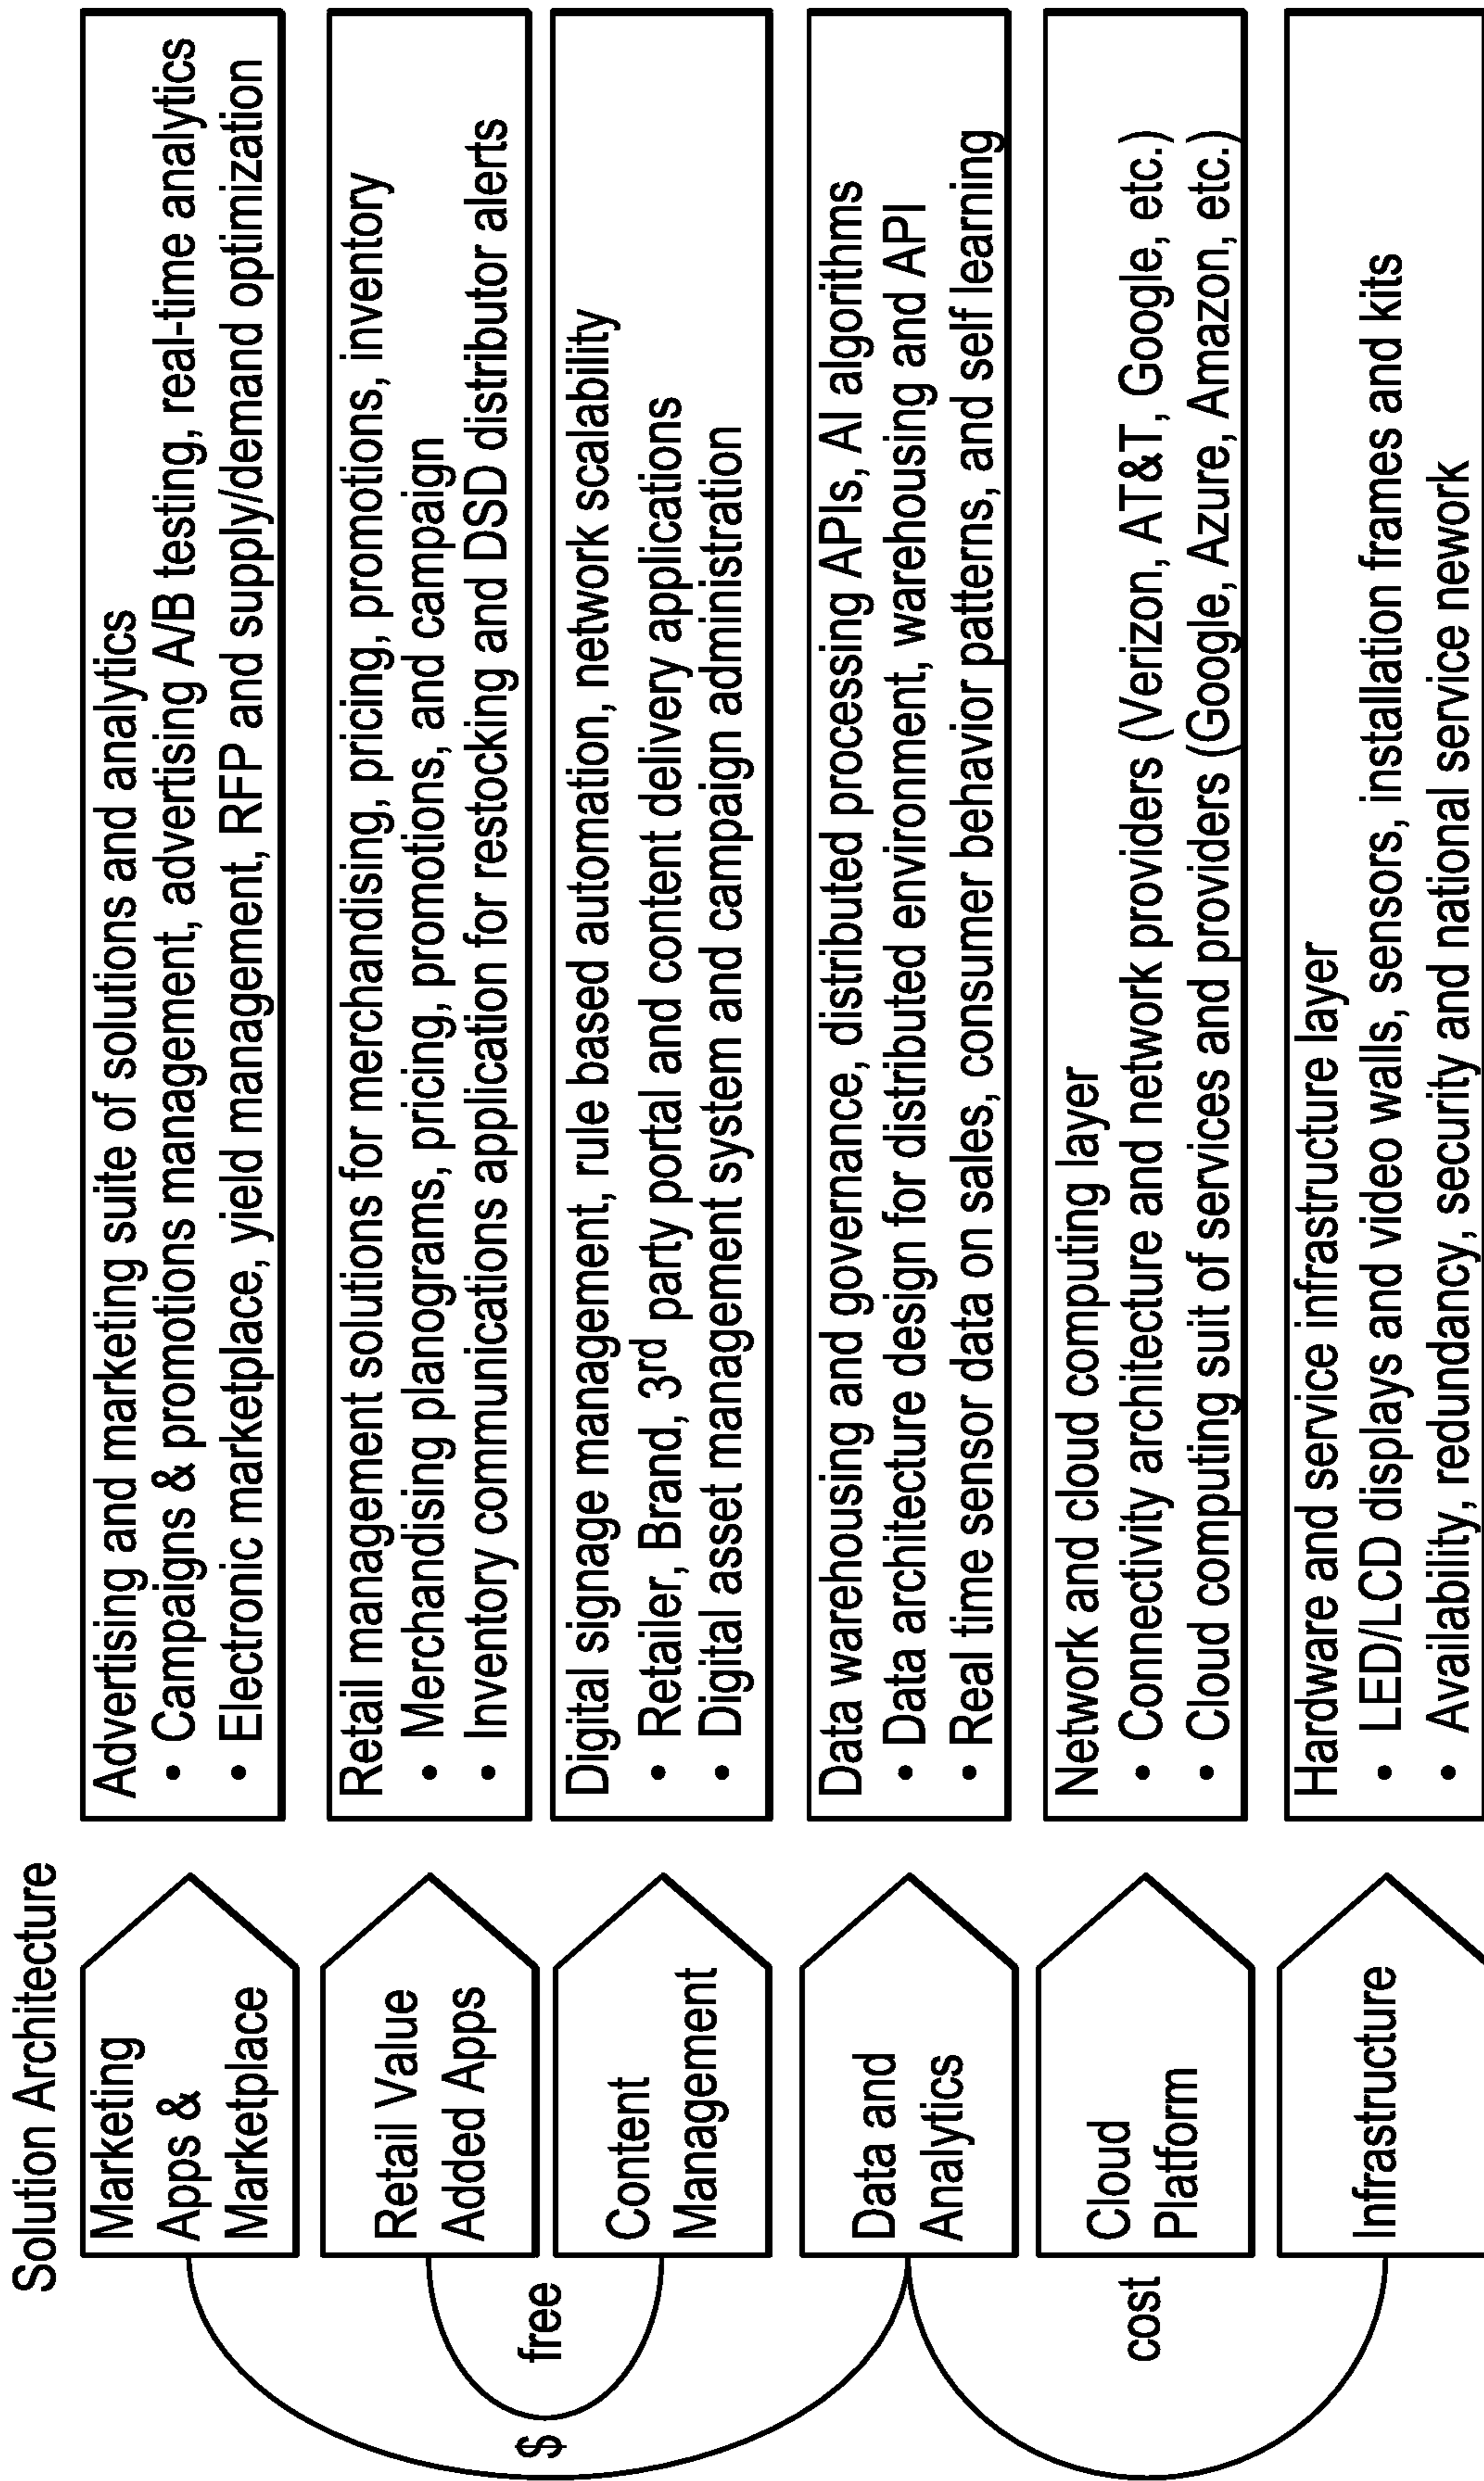 Solution Architecture
Marketing
Apps &
Marketplace
Advertising and marketing suite of solutions and analytics
• Campaigns & promotions management, advertising A/B testing, real-time analytics
• Electronic marketplace, yield management, RFP and supply/demand optimization
Retail Value
Added Apps
Retail management solutions for merchandising, pricing, promotions, inventory
• Merchandising planograms, pricing, promotions, and campaign
• Inventory communications application for restocking and DSD distributor alerts
$
free
Content
Management
Digital signage management, rule based automation, network scalability
• Retailer, Brand, 3rd party portal and content delivery applications
• Digital asset management system and campaign administration
Data and
Analytics
Data warehousing and governance, distributed processing APIs, AI algorithms
• Data architecture design for distributed environment, warehousing and API
• Real time sensor data on sales, consumer behavior patterns, and self learning
cost
Cloud
Platform
Network and cloud computing layer
• Connectivity architecture and network providers (Verizon, AT&T, Google, etc.)
• Cloud computing suit of services and providers (Google, Azure, Amazon, etc.)
Infrastructure
Hardware and service infrastructure layer
• LED/LCD displays and video walls, sensors, installation frames and kits
• Availability, redundancy, security and national service nework